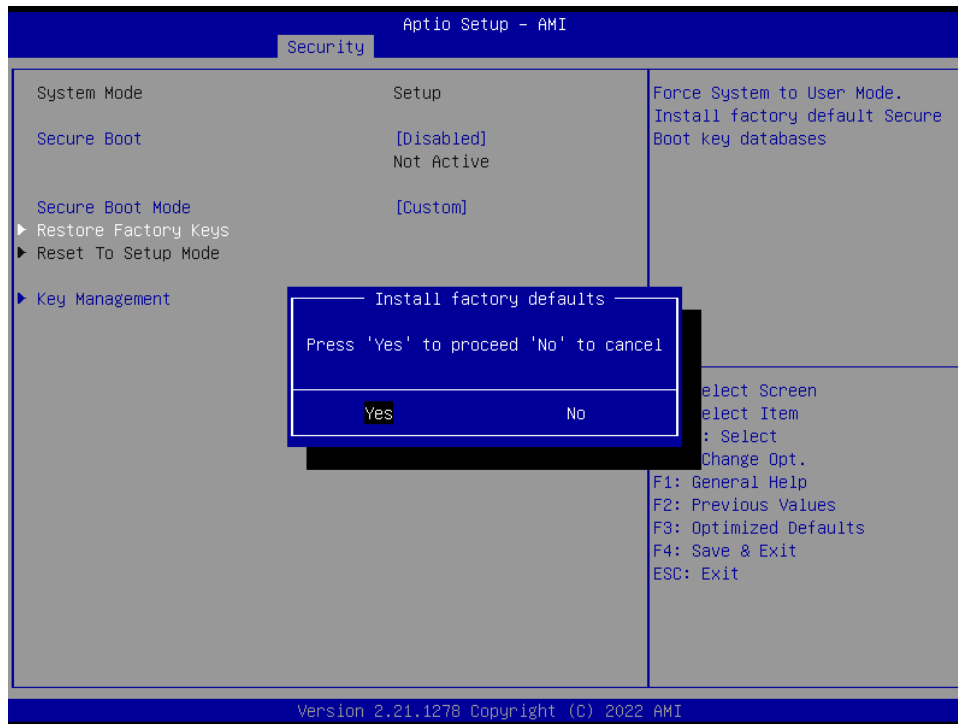 Aptio Setup – AMI
Security
System Mode Setup
Secure Boot [Disabled]
Not Active
Secure Boot Mode [Custom]
Restore Factory Keys
Reset To Setup Mode
Key Management
Force System to User Mode.
Install factory default Secure
Boot key databases
Install factory defaults
Press 'Yes' to proceed 'No' to cancel
Yes No
elect Screen
elect Item
: Select
Change Opt.
F1: General Help
F2: Previous Values
F3: Optimized Defaults
F4: Save & Exit
ESC: Exit
Version 2.21.1278 Copyright (C) 2022 AMI